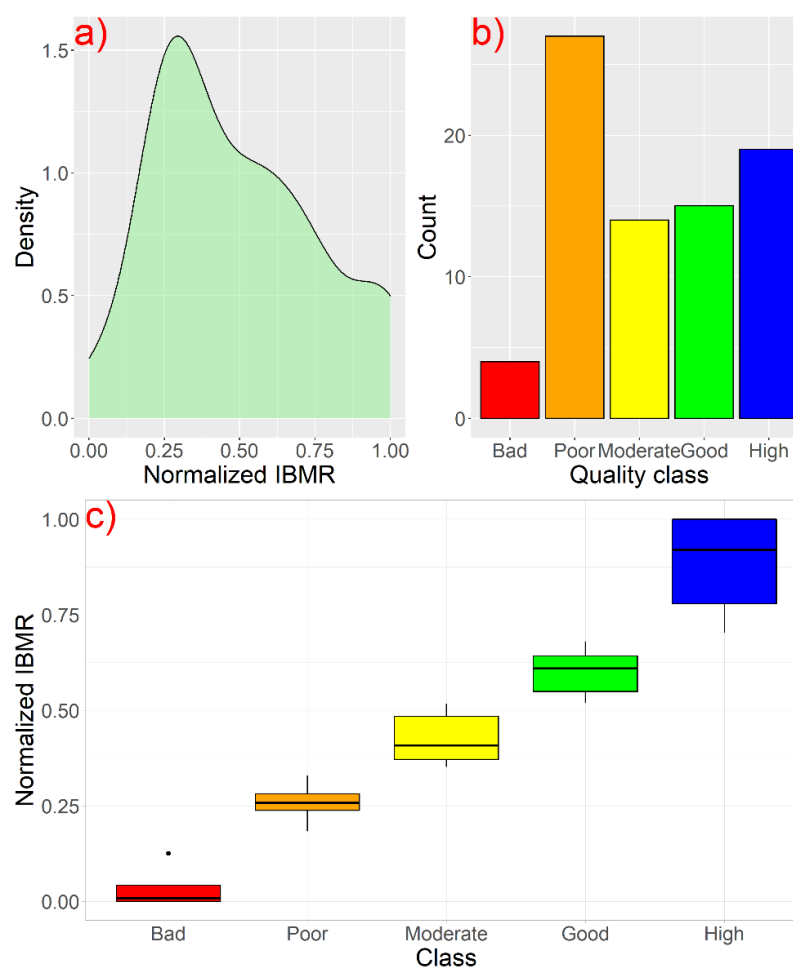 a)
1.5
1.0
0.5
0.0
Density
0.00 0.25 0.50 0.75 1.00
Normalized IBMR
b)
20
10
0
Count
Bad Poor Moderate Good High
Quality class
c)
1.00
0.75
0.50
0.25
0.00
Normalized IBMR
Bad Poor Moderate Good High
Class